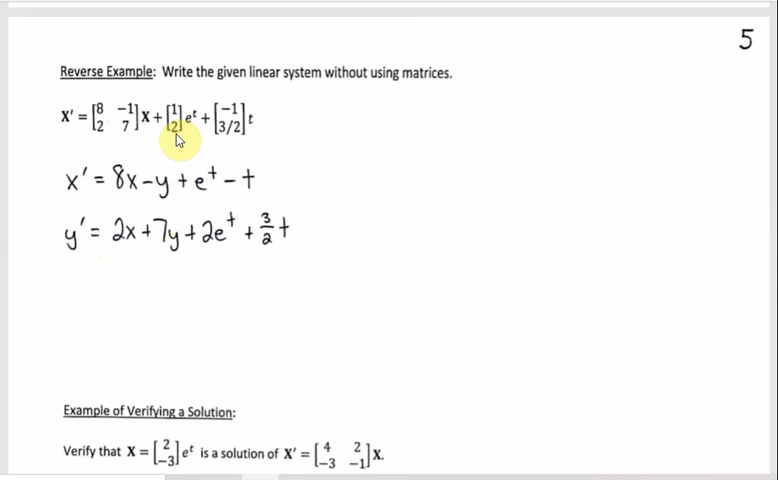 5
Reverse Example: Write the given linear system without using matrices.
X' = [8 -1; 2 7]X + [1; 2]e^t + [-1; 3/2]t
x' = 8x - y + e^t - t
y' = 2x + 7y + 2e^t + 3/2 t
Example of Verifying a Solution:
Verify that X = [2; -3]e^t is a solution of X' = [4 2; -3 -1]X.